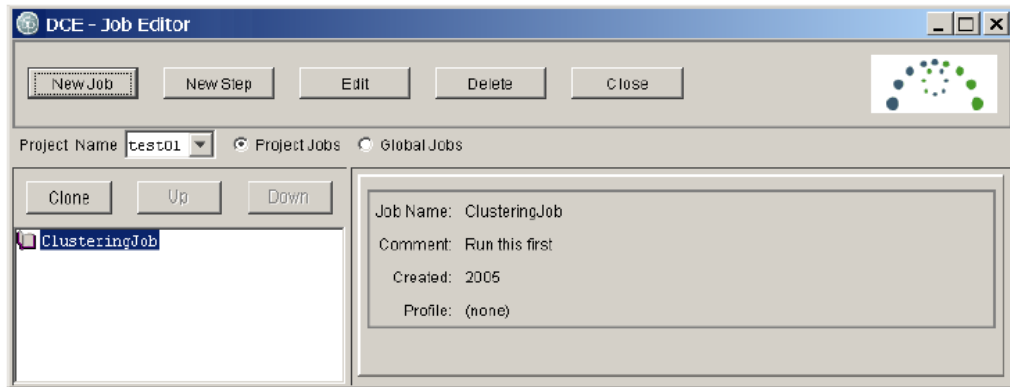 DCE - Job Editor
New Job New Step Edit Delete Close
Project Name test01 Project Jobs Global Jobs
Clone Up Down
ClusteringJob
Job Name: ClusteringJob
Comment: Run this first
Created: 2005
Profile: (none)